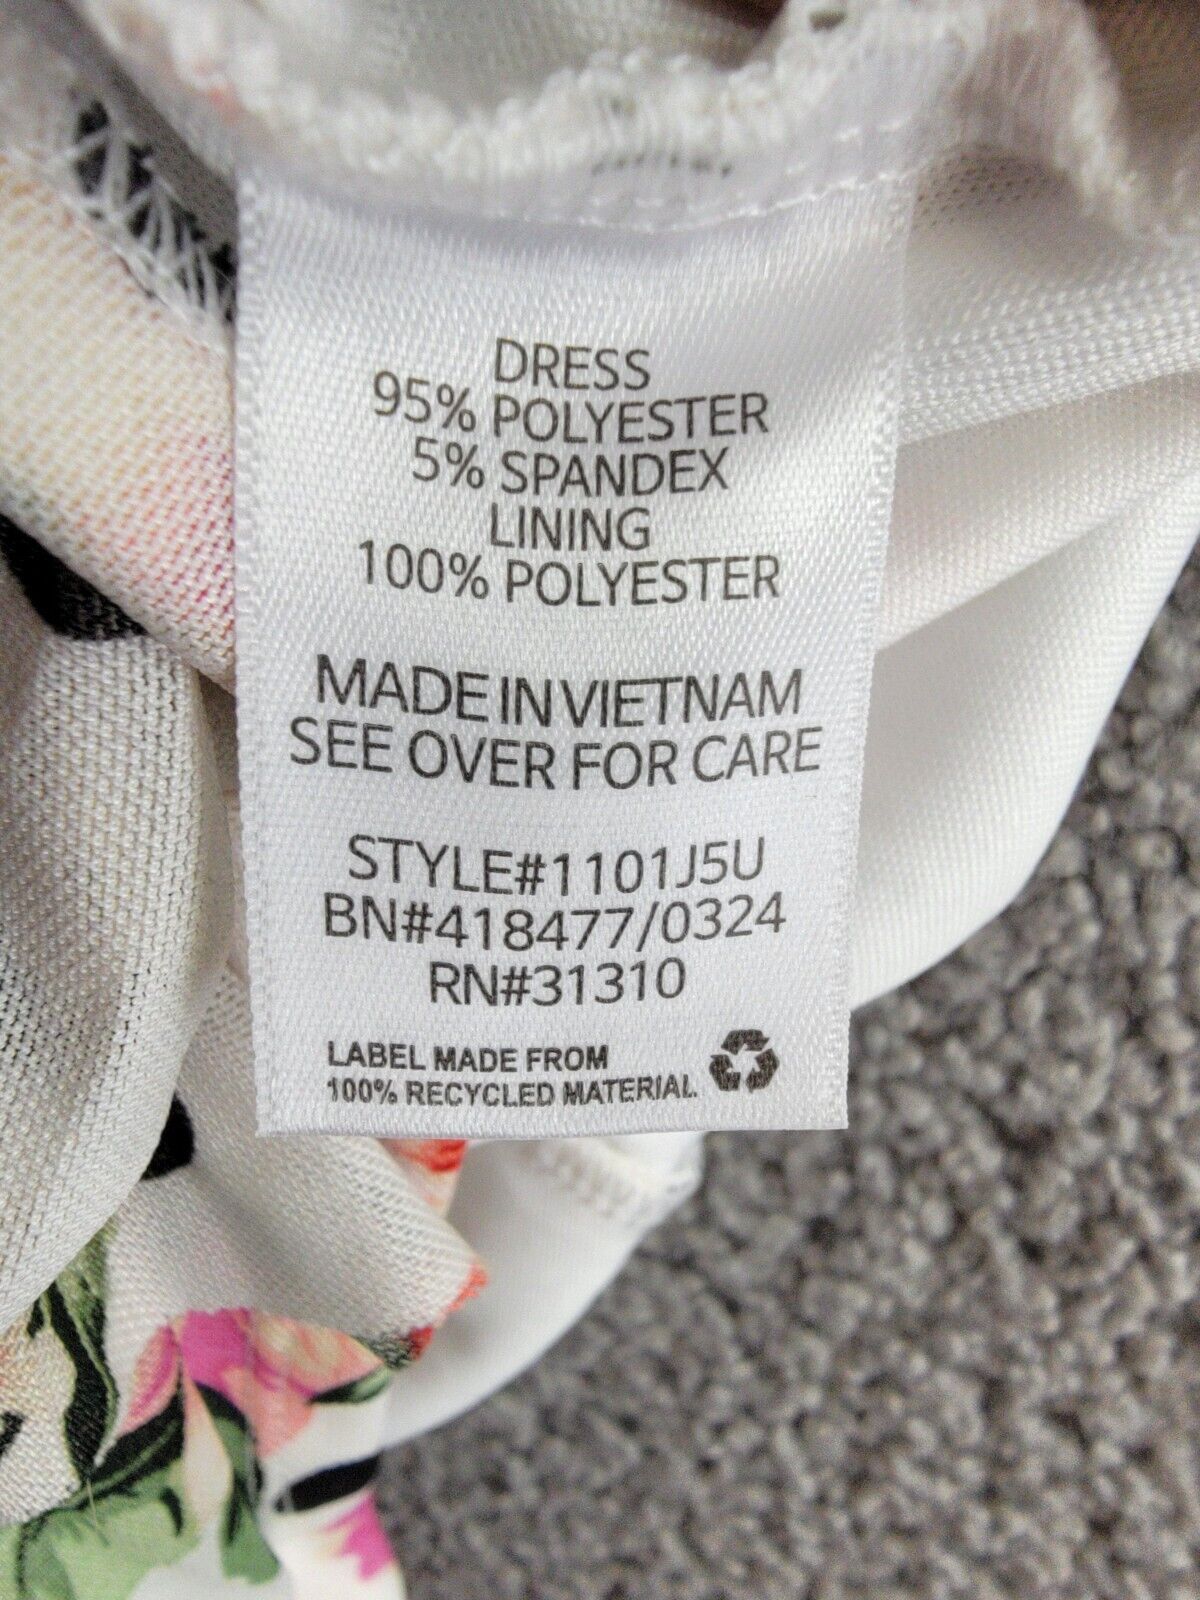 DRESS
95% POLYESTER
5% SPANDEX
LINING
100% POLYESTER
MADE IN VIETNAM
SEE OVER FOR CARE
STYLE#1101J5U
BN#418477/0324
RN#31310
LABEL MADE FROM
100% RECYCLED MATERIAL